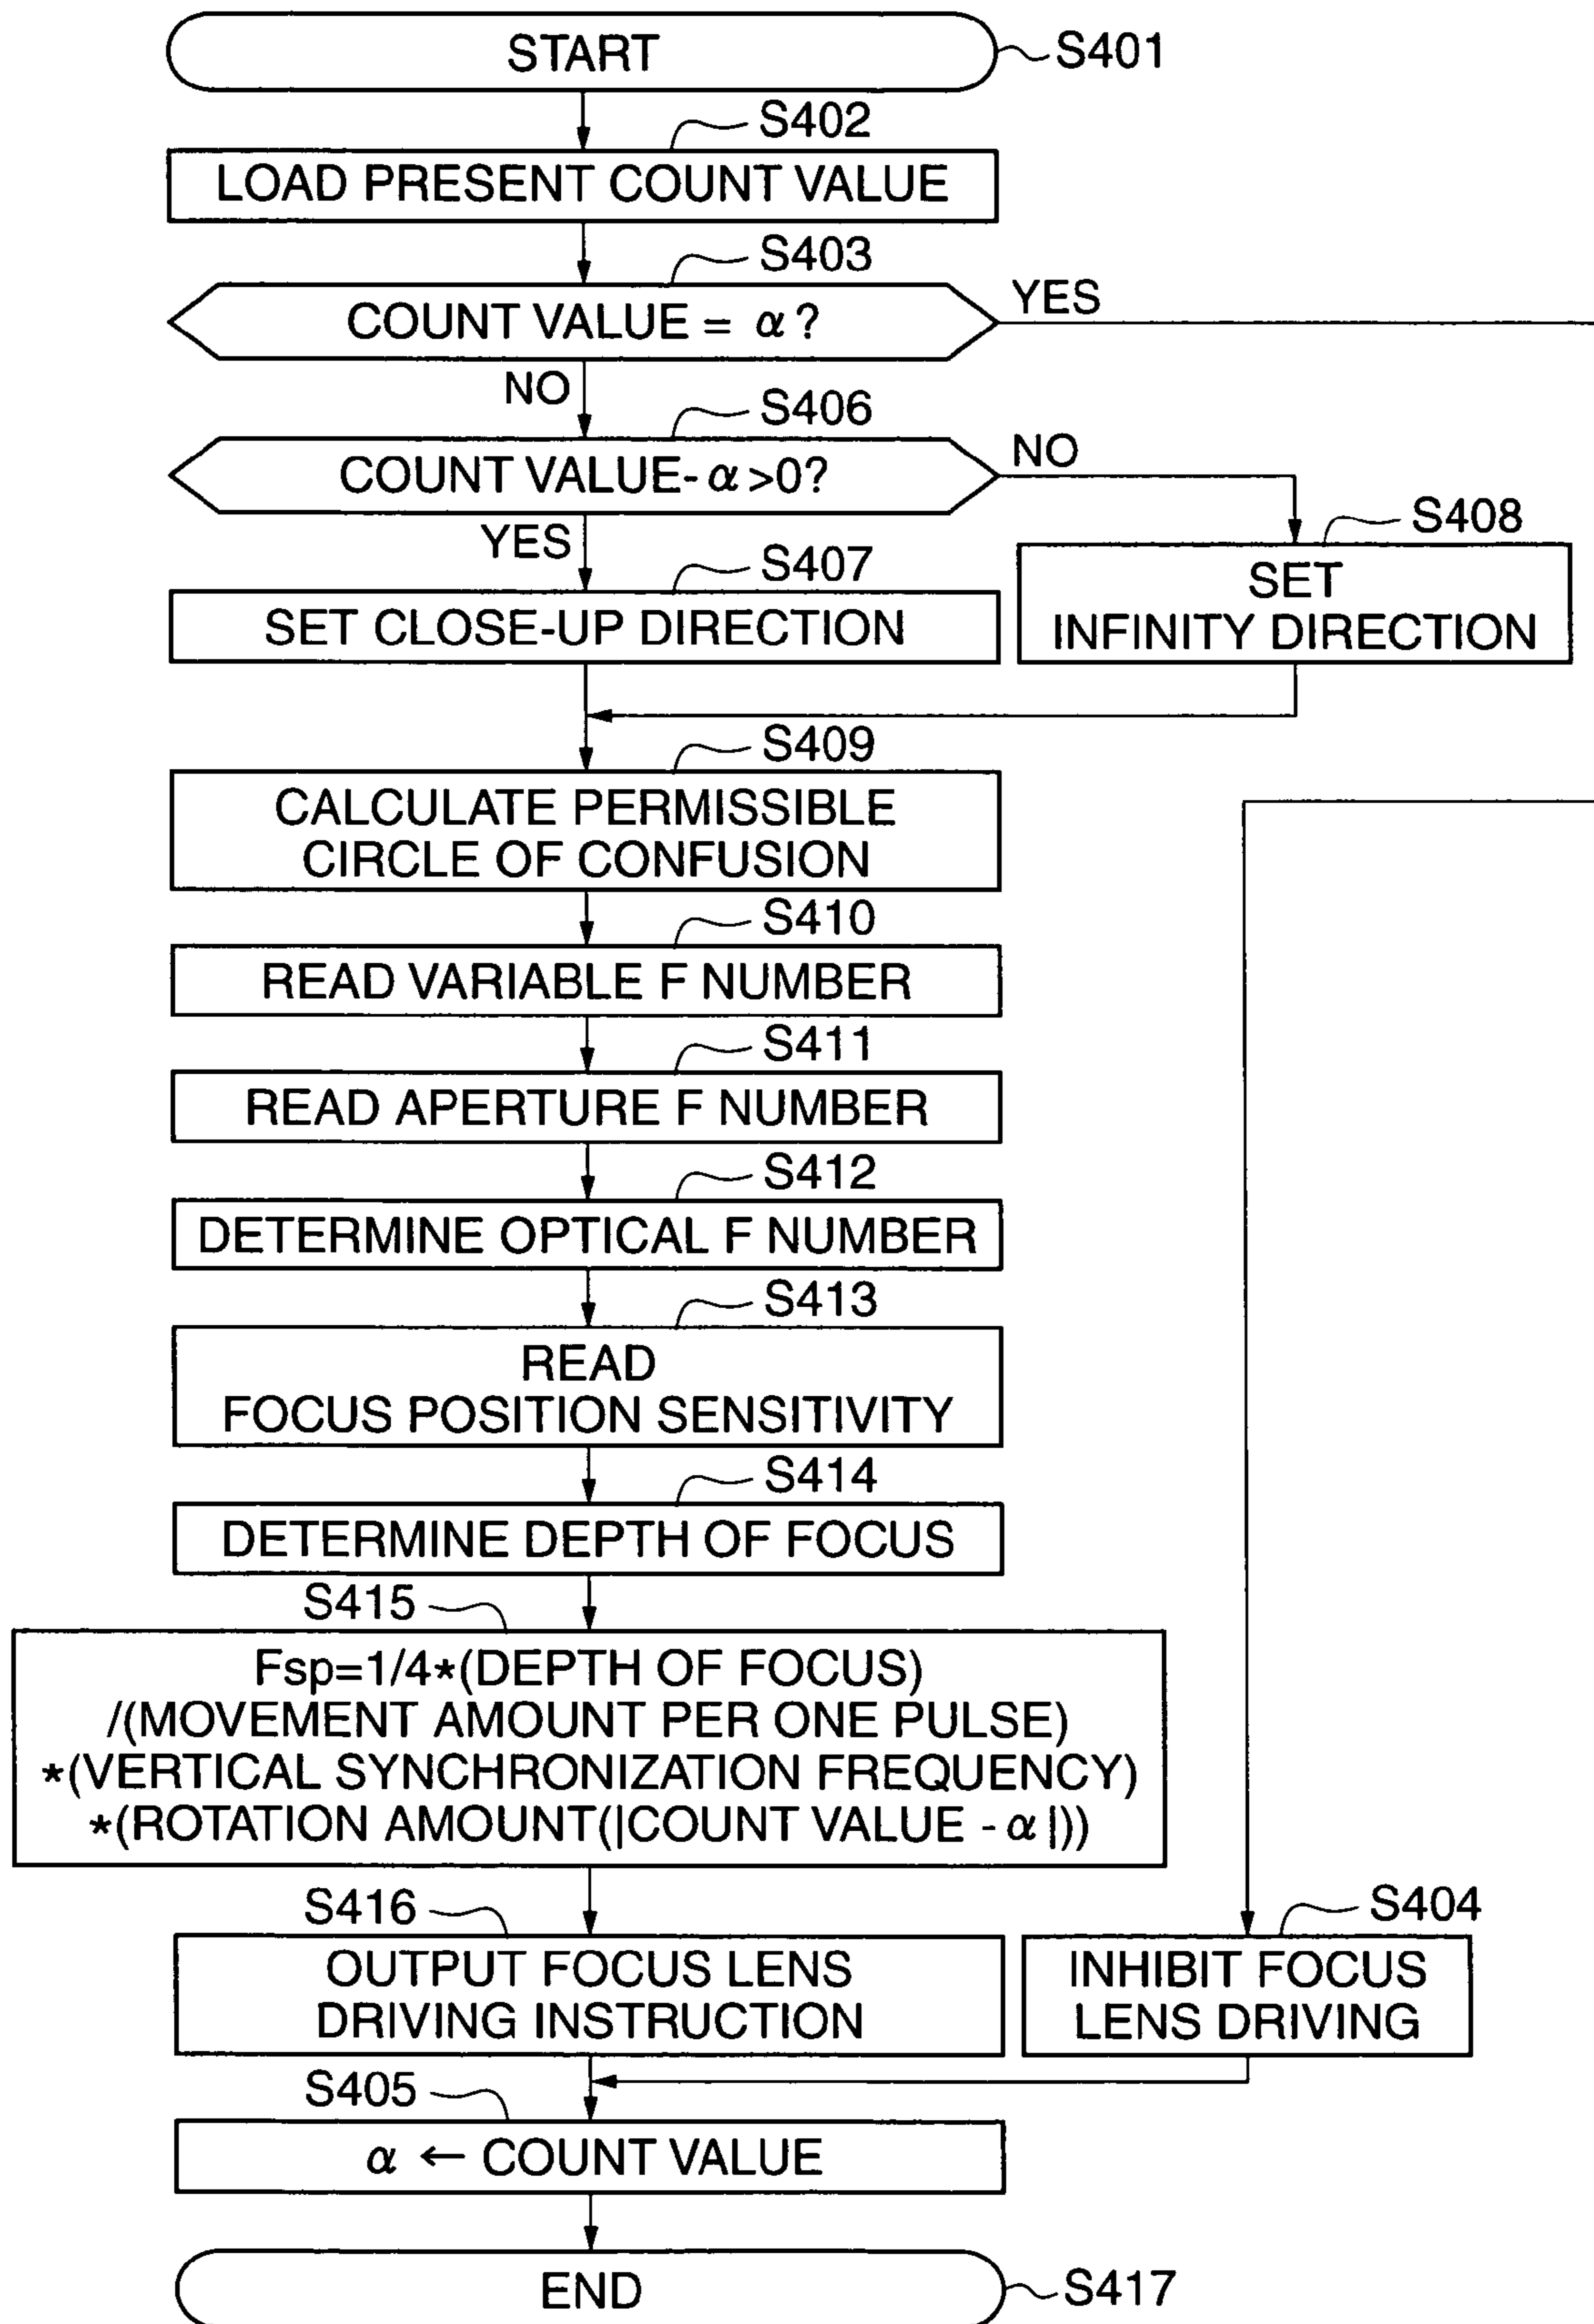 START
S401
S402
LOAD PRESENT COUNT VALUE
S403
COUNT VALUE = α ?
YES
NO
S406
COUNT VALUE- α >0?
NO
YES
S408
S407
SET
INFINITY DIRECTION
SET CLOSE-UP DIRECTION
S409
CALCULATE PERMISSIBLE
CIRCLE OF CONFUSION
S410
READ VARIABLE F NUMBER
S411
READ APERTURE F NUMBER
S412
DETERMINE OPTICAL F NUMBER
S413
READ
FOCUS POSITION SENSITIVITY
S414
DETERMINE DEPTH OF FOCUS
S415
Fsp=1/4*(DEPTH OF FOCUS)
/(MOVEMENT AMOUNT PER ONE PULSE)
*(VERTICAL SYNCHRONIZATION FREQUENCY)
*(ROTATION AMOUNT(|COUNT VALUE - α |))
S416
OUTPUT FOCUS LENS
DRIVING INSTRUCTION
S404
INHIBIT FOCUS
LENS DRIVING
S405
α ← COUNT VALUE
END
S417